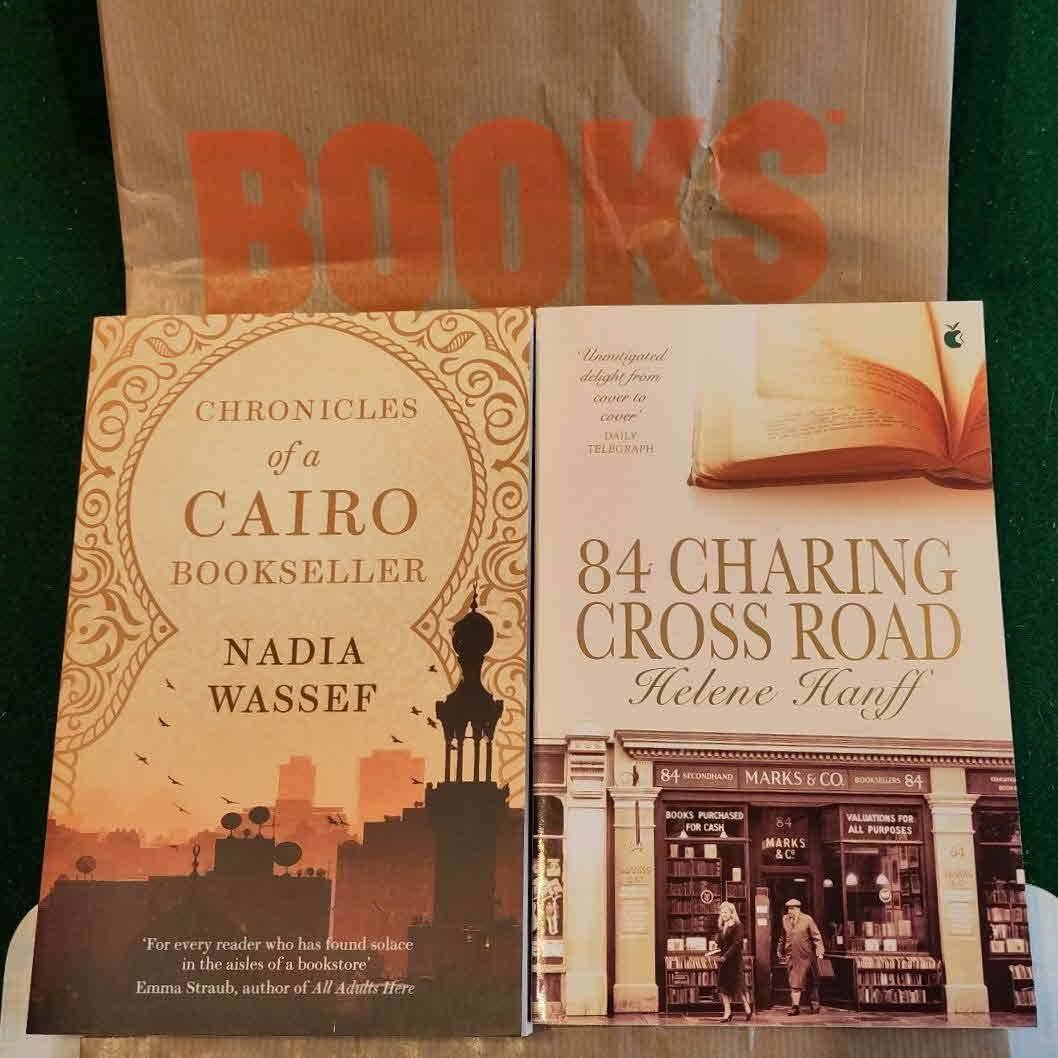 BOOKS™
CHRONICLES
of a
CAIRO
BOOKSELLER
NADIA
WASSEF
'For every reader who has found solace
in the aisles of a bookstore'
Emma Straub, author of All Adults Here
'Unmitigated
delight from
cover to
cover'
DAILY
TELEGRAPH
84 CHARING
CROSS ROAD
Helene Hanff
84 SECONDHAND MARKS & CO. BOOKSELLERS 84
BOOKS PURCHASED
FOR CASH
84
MARKS
& Co
VALUATIONS FOR
ALL PURPOSES
84